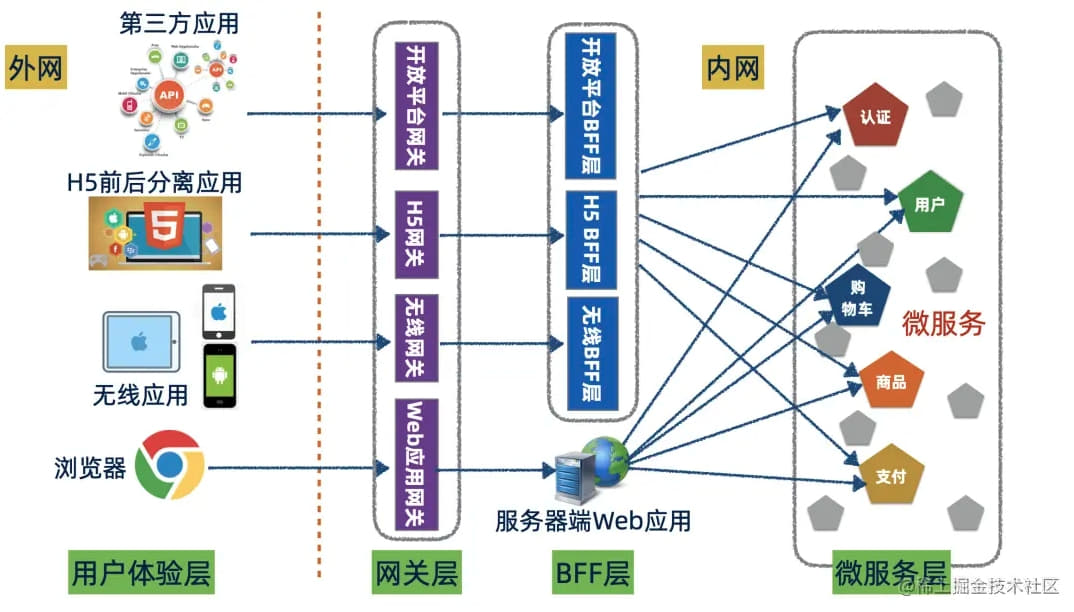 第三方应用
外网
API
API
开放平台网关
开放平台BFF层
内网
认证
H5前后分离应用
5
H5网关
H5 BFF层
用户
购
物车
微服务
无线网关
无线BFF层
无线应用
商品
浏览器
Web应用网关
支付
服务器端Web应用
用户体验层
网关层
BFF层
微服务层
@稀土掘金技术社区